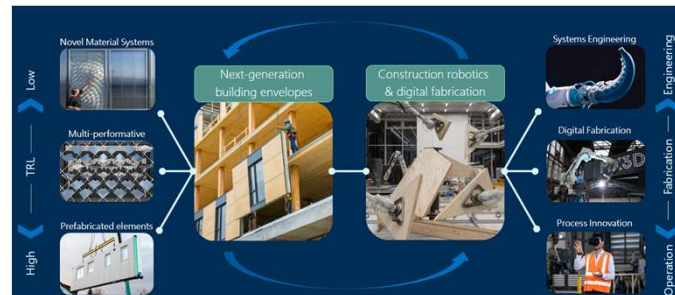 Low
TRL
High
Novel Material Systems
Multi-performative
Prefabricated elements
Next-generation
building envelopes
Construction robotics
& digital fabrication
Systems Engineering
Digital Fabrication
Process Innovation
Engineering
Fabrication
Operation